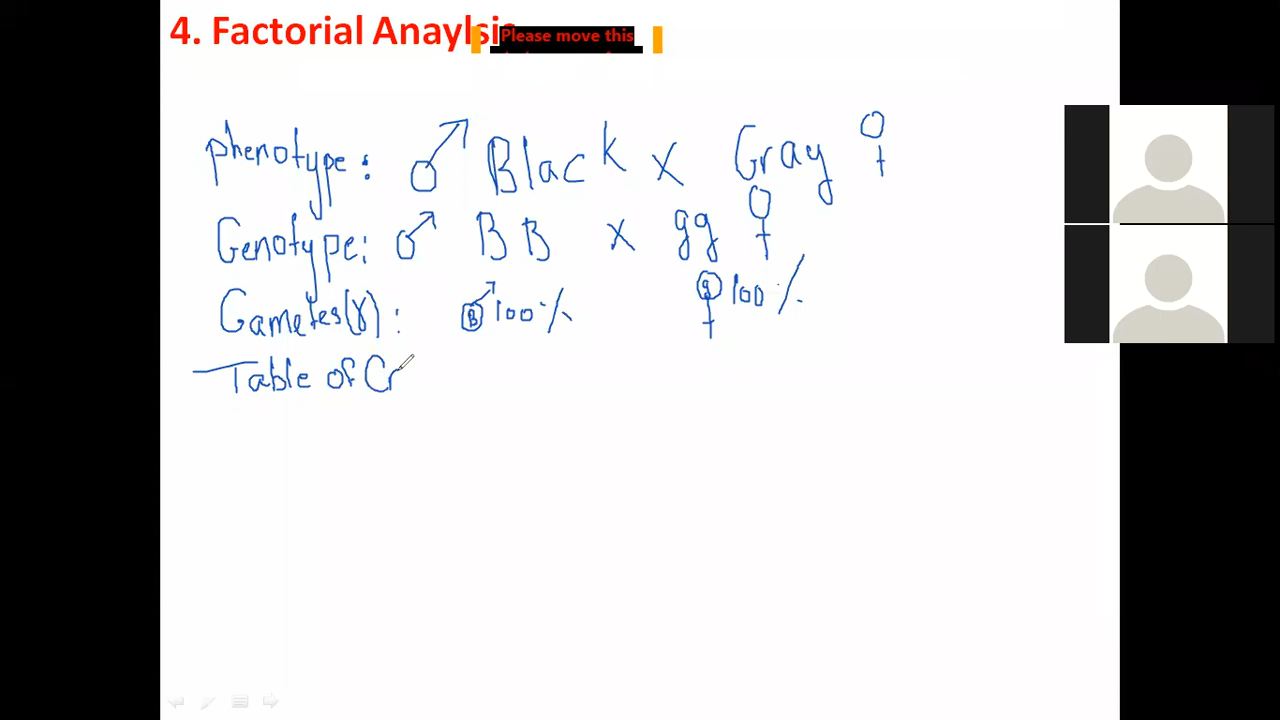 4. Factorial Anaylsis
Please move this
phenotype: ♂ Black x Gray ♀
Genotype: ♂ BB x gg ♀
Gametes(γ): B 100% g 100%
Table of Cr